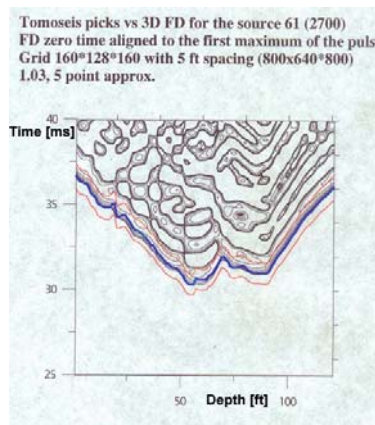 Tomoseis picks vs 3D FD for the source 61 (2700)
FD zero time aligned to the first maximum of the puls
Grid 160*128*160 with 5 ft spacing (800x640*800)
1.03, 5 point approx.
40
Time [ms]
35
30
25
50 Depth [ft] 100